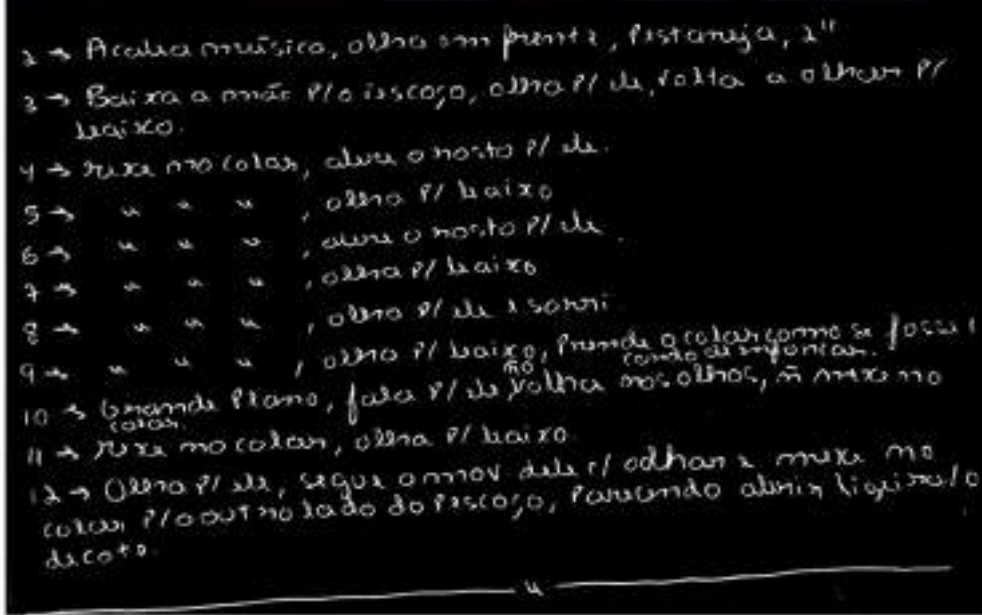 2 → Acaba música, olha em frente, Pestaneja, 2"
3 → Baixa a mão P/o pescoço, olha P/ ele, volta a olhar P/
baixo.
4 → mexe no colar, abre o rosto P/ ele.
5 → " " " , olha P/ baixo
6 → " " " , abre o rosto P/ ele.
7 → " " " , olha P/ baixo
8 → " " " , olha P/ ele e sorri
9 → " " " , olha P/ baixo, Prende o colar como se fosse
10 → Grande Plano, fala P/ ele olha nos olhos, ñ mexe no
colar.
11 → mexe no colar, olha P/ baixo
12 → Olha P/ ele, segue o mov dele c/ olhar e mexe no
colar P/o outro lado do Pescoço, Parecendo abrir ligeira/o
decote.